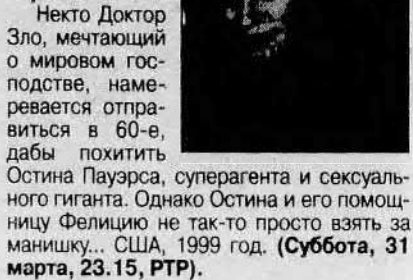 Некто Доктор
Зло, мечтающий
о мировом гос-
подстве, наме-
ревается отпра-
виться в 60-е,
дабы похитить
Остина Пауэрса, суперагента и сексуаль-
ного гиганта. Однако Остина и его помощ-
ницу Фелицию не так-то просто взять за
манишку... США, 1999 год. (Суббота, 31
марта, 23.15, РТР).